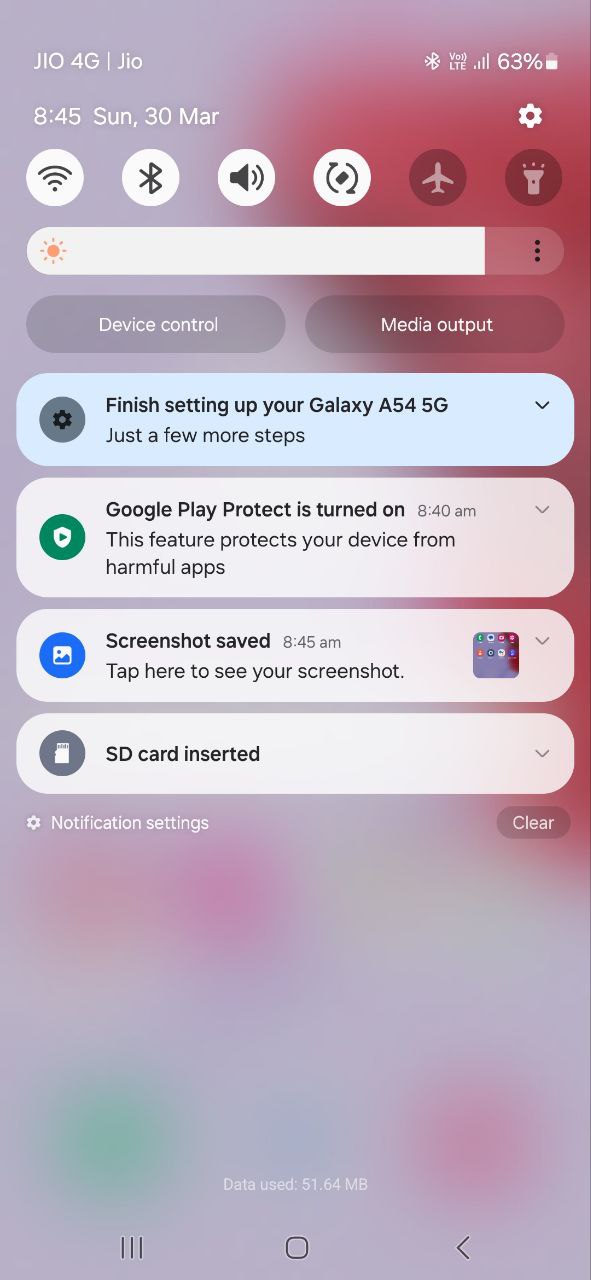 JIO 4G | Jio
Vo)) LTE 63%
8:45 Sun, 30 Mar
Device control
Media output
Finish setting up your Galaxy A54 5G
Just a few more steps
Google Play Protect is turned on 8:40 am
This feature protects your device from
harmful apps
Screenshot saved 8:45 am
Tap here to see your screenshot.
SD card inserted
Notification settings
Clear
Data used: 51.64 MB